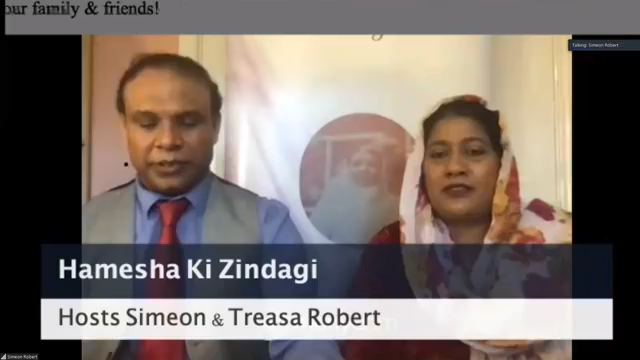 our family & friends!
Talking: Simeon Robert
Hamesha Ki Zindagi
Hosts Simeon & Treasa Robert
Simeon Robert